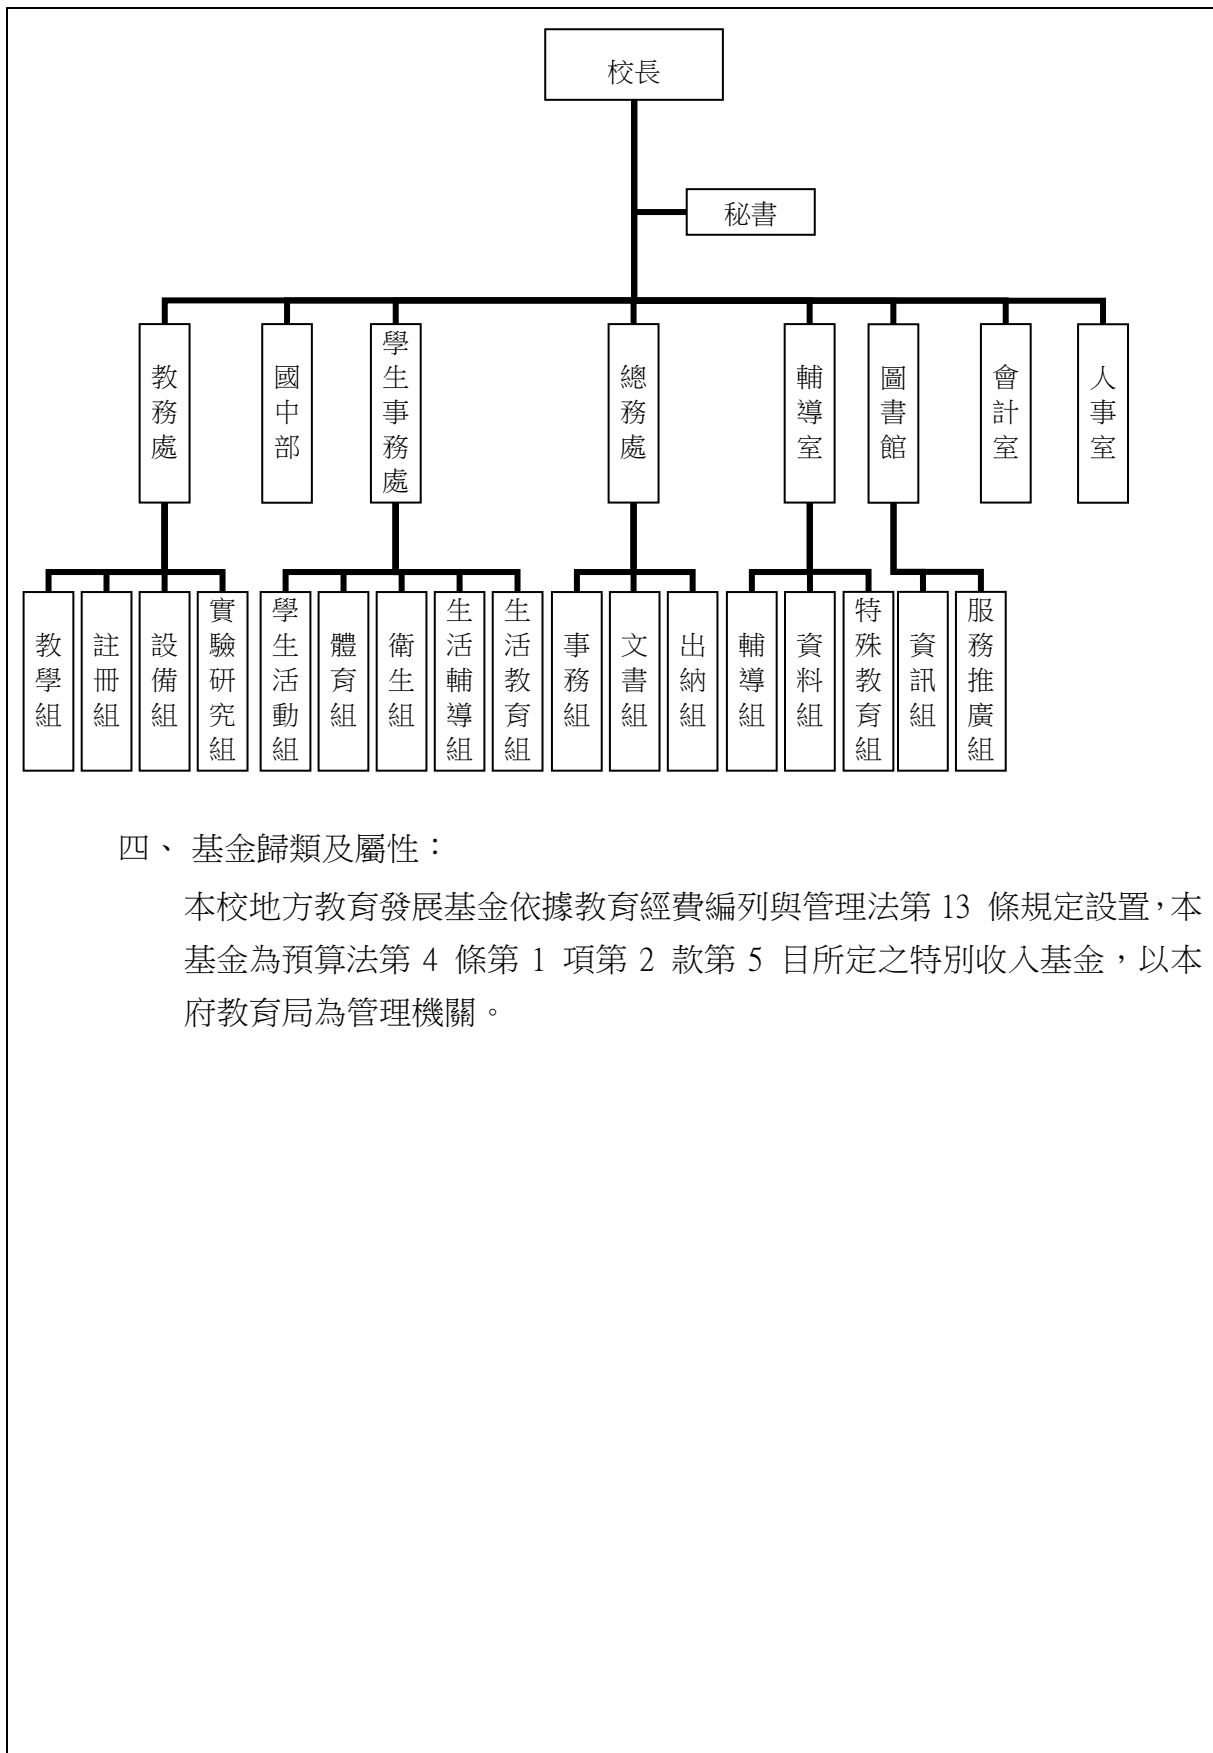 校長
秘書
教務處
國中部
學生事務處
總務處
輔導室
圖書館
會計室
人事室
教學組
註冊組
設備組
實驗研究組
學生活動組
體育組
衛生組
生活輔導組
生活教育組
事務組
文書組
出納組
輔導組
資料組
特殊教育組
資訊組
服務推廣組
四、 基金歸類及屬性：
本校地方教育發展基金依據教育經費編列與管理法第 13 條規定設置，本
基金為預算法第 4 條第 1 項第 2 款第 5 目所定之特別收入基金，以本
府教育局為管理機關。